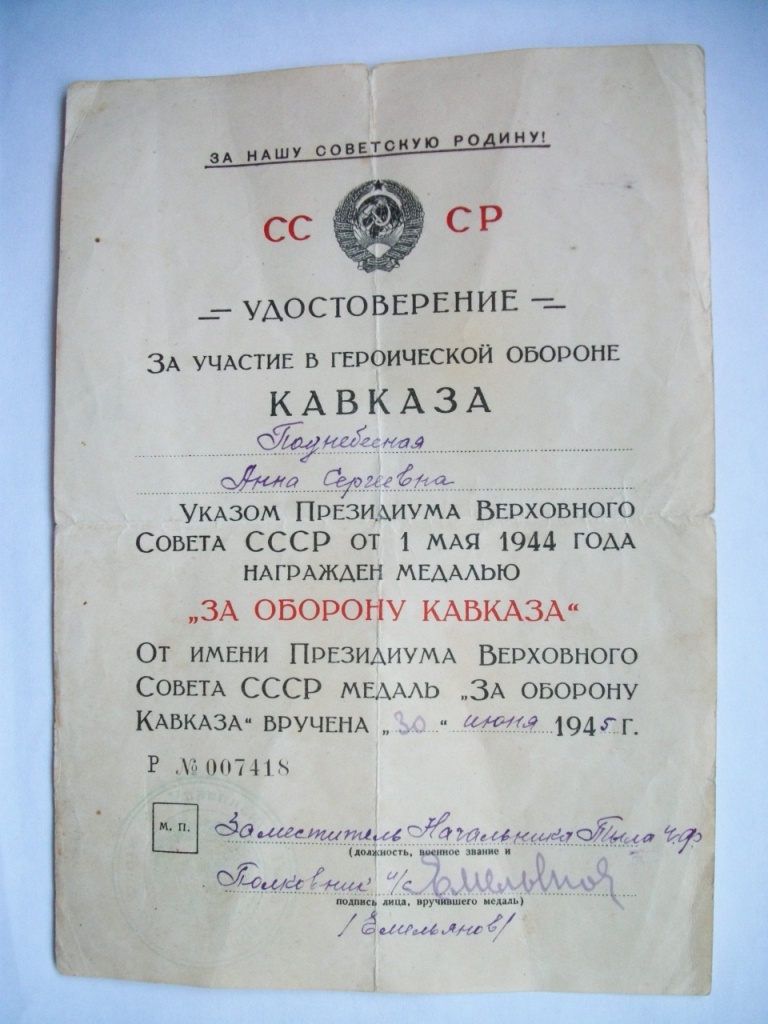 ЗА НАШУ СОВЕТСКУЮ РОДИНУ!
СС СР
УДОСТОВЕРЕНИЕ
ЗА УЧАСТИЕ В ГЕРОИЧЕСКОЙ ОБОРОНЕ
КАВКАЗА
Поднебесная
Анна Сергеевна
УКАЗОМ ПРЕЗИДИУМА ВЕРХОВНОГО
СОВЕТА СССР ОТ 1 МАЯ 1944 ГОДА
НАГРАЖДЕН МЕДАЛЬЮ
„ЗА ОБОРОНУ КАВКАЗА“
ОТ ИМЕНИ ПРЕЗИДИУМА ВЕРХОВНОГО
СОВЕТА СССР МЕДАЛЬ „ЗА ОБОРОНУ
КАВКАЗА“ ВРУЧЕНА „30“ июня 1945 г.
Р № 007418
М. П.
Заместитель Начальника Тыла ЧФ
(должность, военное звание и
Полковник и/с Емельянов
подпись лица, вручившего медаль)
/Емельянов/